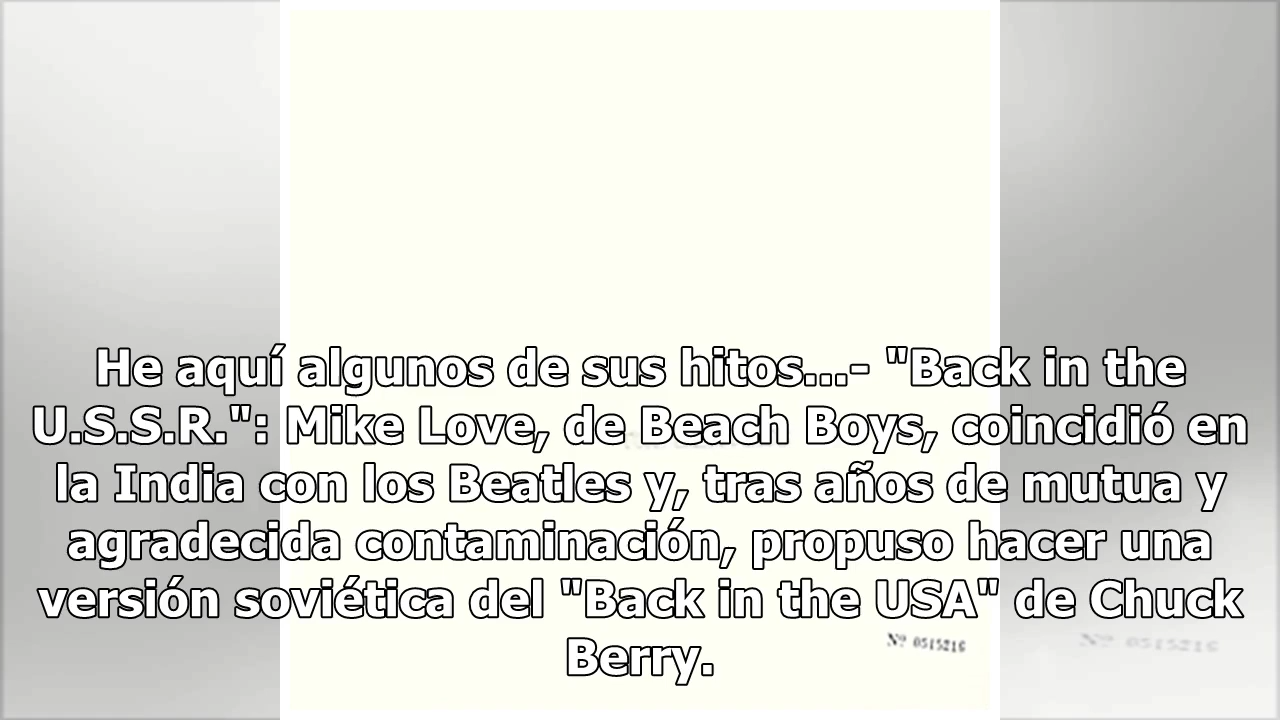 He aquí algunos de sus hitos...- "Back in the
U.S.S.R.": Mike Love, de Beach Boys, coincidió en
la India con los Beatles y, tras años de mutua y
agradecida contaminación, propuso hacer una
versión soviética del "Back in the USA" de Chuck
Berry.
Nº 0515216